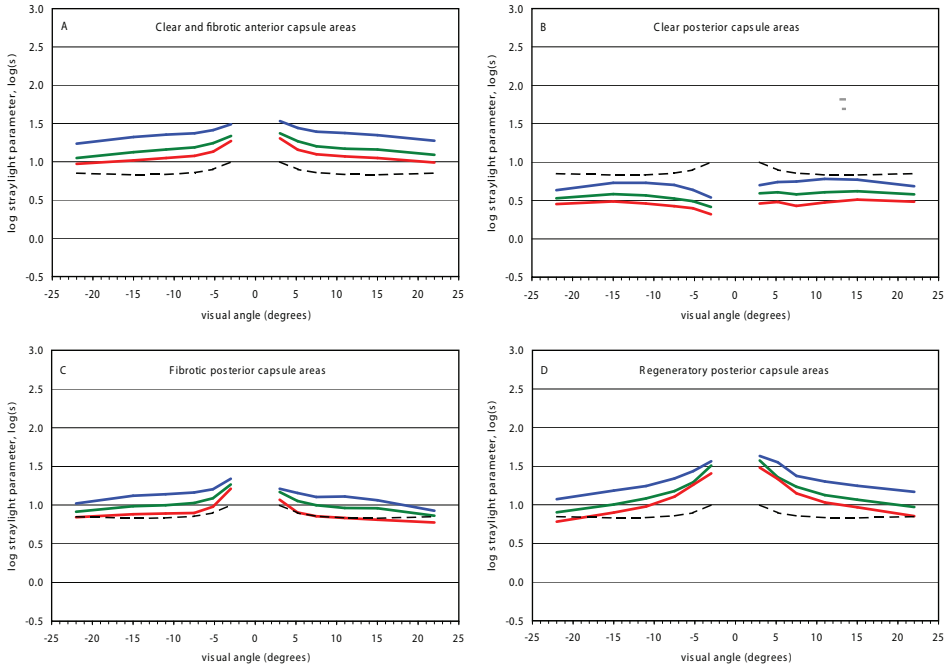 A Clear and fibrotic anterior capsule areas
log straylight parameter, log(s)
3.0
2.5
2.0
1.5
1.0
0.5
0.0
-0.5
-25 -20 -15 -10 -5 0 5 10 15 20 25
visual angle (degrees)
B Clear posterior capsule areas
log straylight parameter, log(s)
3.0
2.5
2.0
1.5
1.0
0.5
0.0
-0.5
-25 -20 -15 -10 -5 0 5 10 15 20 25
visual angle (degrees)
C Fibrotic posterior capsule areas
log straylight parameter, log(s)
3.0
2.5
2.0
1.5
1.0
0.5
0.0
-0.5
-25 -20 -15 -10 -5 0 5 10 15 20 25
visual angle (degrees)
D Regeneratory posterior capsule areas
log straylight parameter, log(s)
3.0
2.5
2.0
1.5
1.0
0.5
0.0
-0.5
-25 -20 -15 -10 -5 0 5 10 15 20 25
visual angle (degrees)